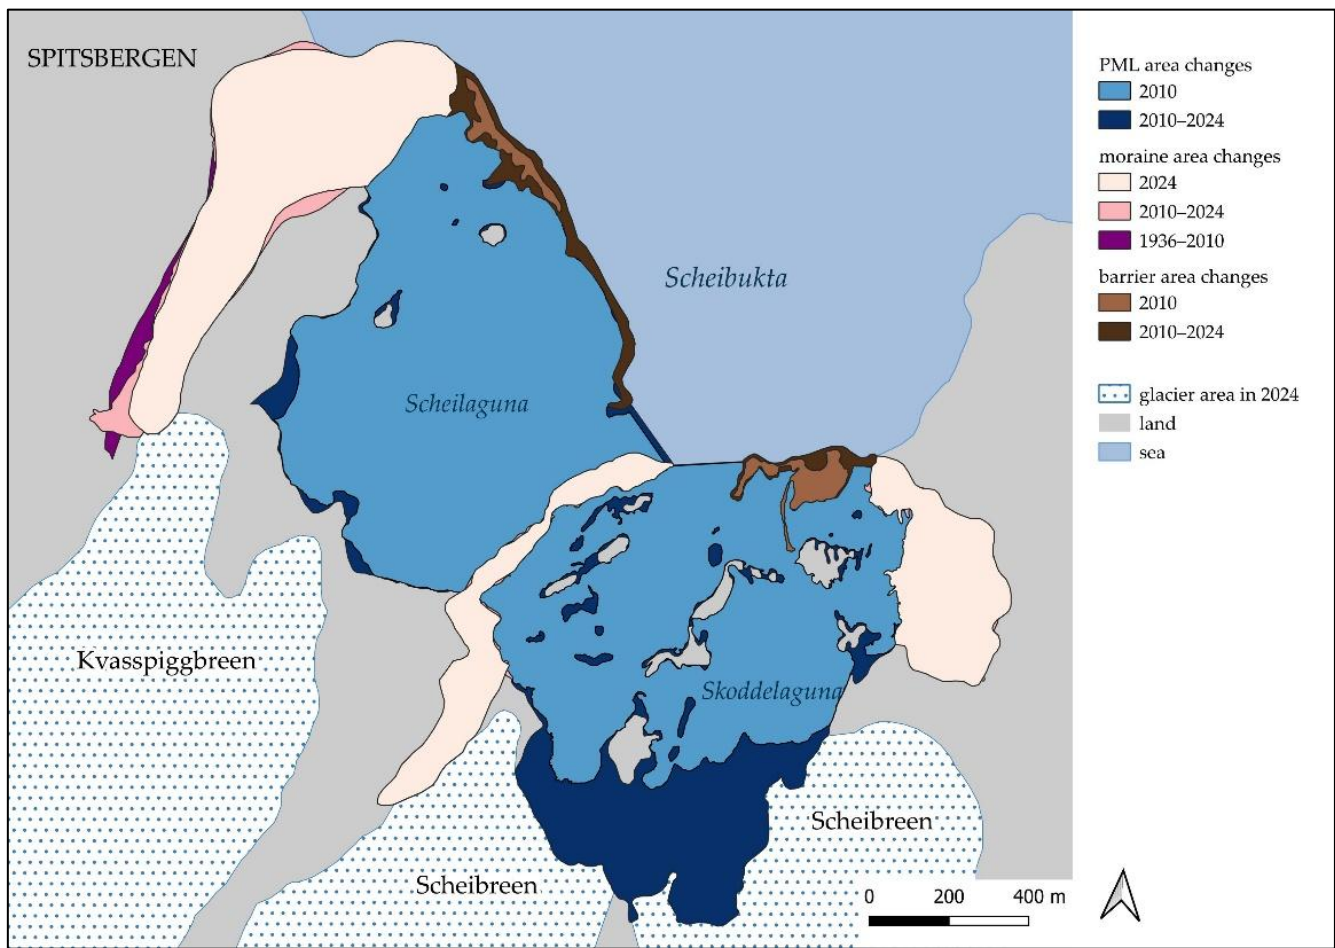 SPITSBERGEN
Scheibukta
Scheilaguna
Kvasspiggbreen
Skoddelaguna
Scheibreen
Scheibreen
0 200 400 m
PML area changes
2010
2010–2024
moraine area changes
2024
2010–2024
1936–2010
barrier area changes
2010
2010–2024
glacier area in 2024
land
sea